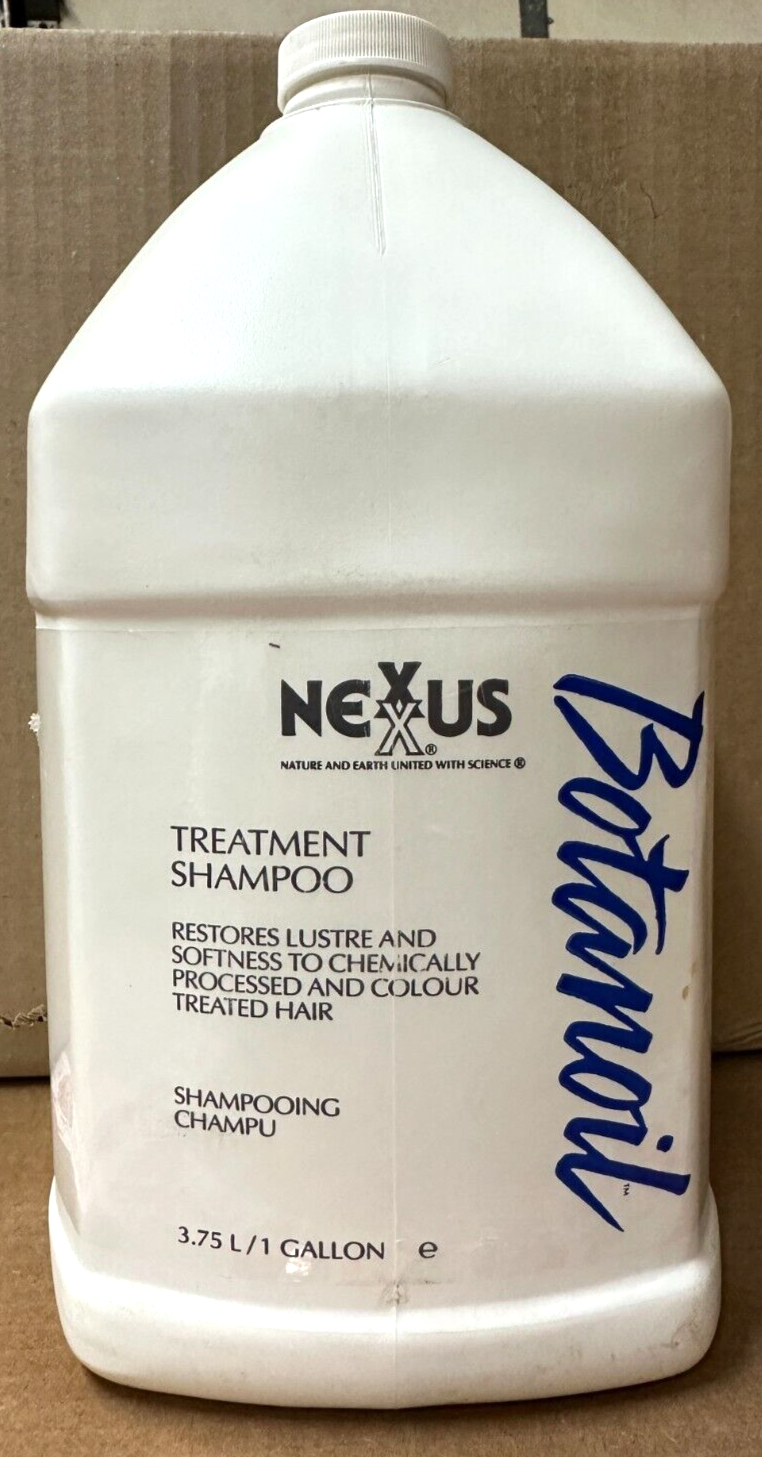 NEXXUS®
NATURE AND EARTH UNITED WITH SCIENCE ®
Botanoil™
TREATMENT
SHAMPOO
RESTORES LUSTRE AND
SOFTNESS TO CHEMICALLY
PROCESSED AND COLOUR
TREATED HAIR
SHAMPOOING
CHAMPU
3.75 L / 1 GALLON e